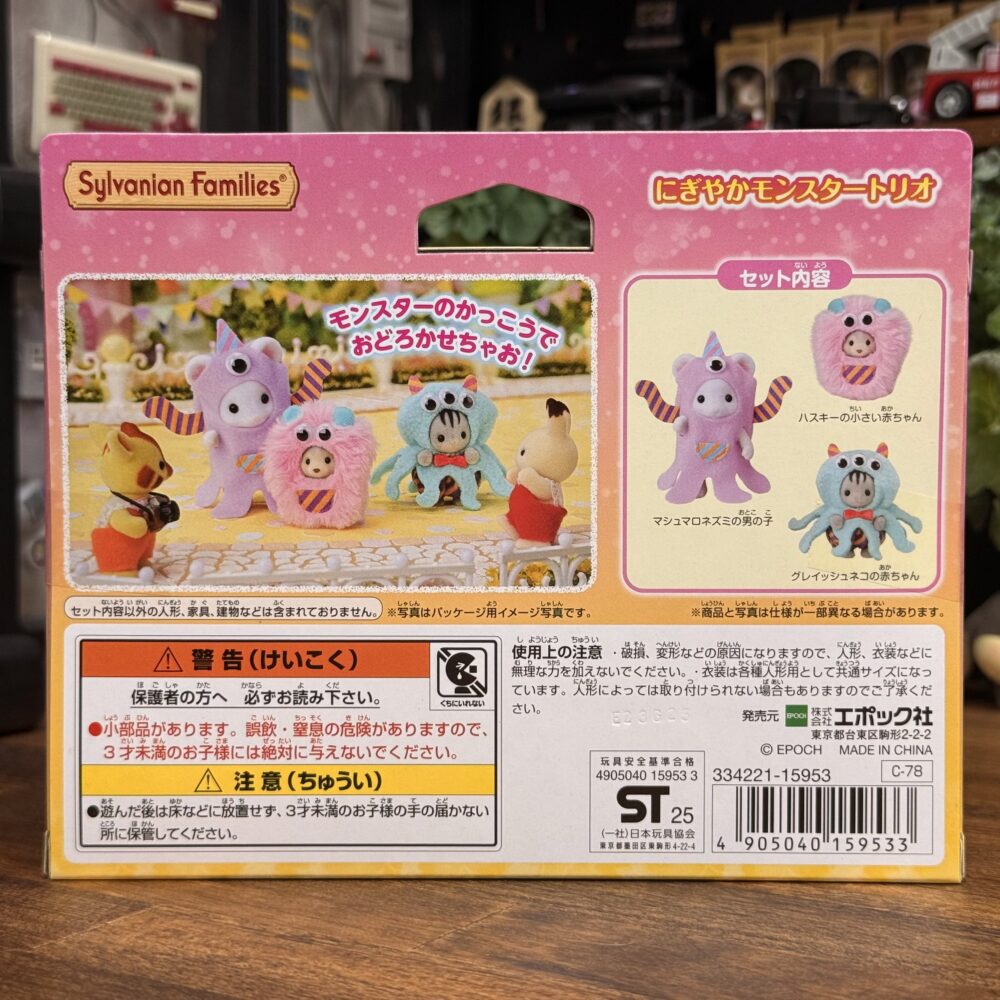 Sylvanian Families®
にぎやかモンスタートリオ
モンスターのかっこうで
おどろかせちゃお!
セット内容
ハスキーの小さい赤ちゃん
マシュマロネズミの男の子
グレイッシュネコの赤ちゃん
セット内容以外の人形、家具、建物などは含まれておりません。
※写真はパッケージ用イメージ写真です。
※商品と写真は仕様が一部異なる場合があります。
警告(けいこく)
保護者の方へ 必ずお読み下さい。
くちにいれない
●小部品があります。誤飲・窒息の危険がありますので、
3才未満のお子様には絶対に与えないでください。
注意(ちゅうい)
●遊んだ後は床などに放置せず、3才未満のお子様の手の届かない
所に保管してください。
使用上の注意 ・破損、変形などの原因になりますので、人形、衣装などに
無理な力を加えないでください。・衣装は各種人形用として共通サイズになっ
ています。人形によっては取り付けられない場合もありますのでご了承くだ
さい。
発売元 EPOCH 株式会社 エポック社
東京都台東区駒形2-2-2
© EPOCH MADE IN CHINA
玩具安全基準合格
4905040 15953 3
ST 25
(一社)日本玩具協会
東京都墨田区東駒形4-22-4
334221-15953
C-78
4 905040 159533